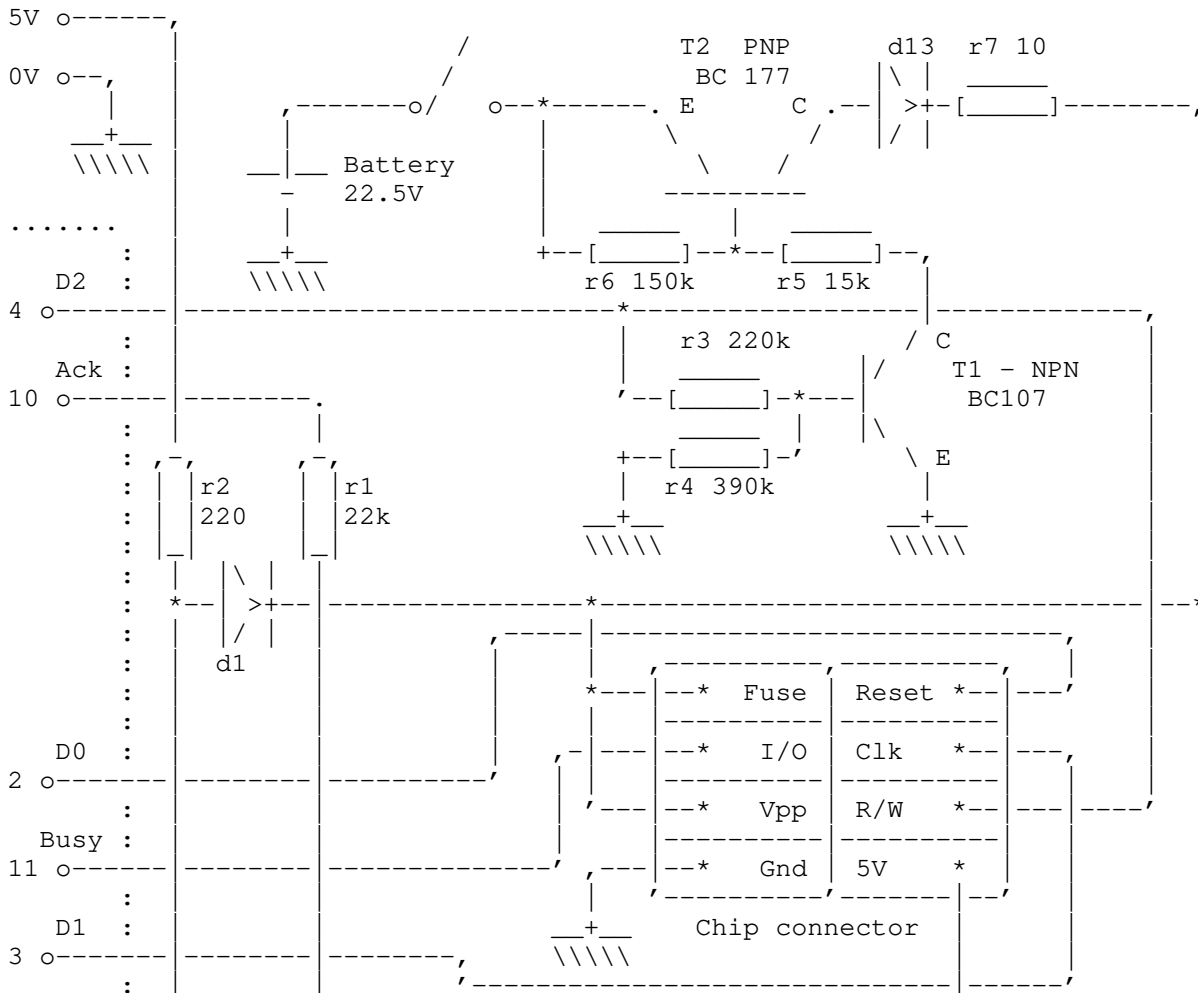 5V
T2 PNP d13 r7 10
0V BC 177
E C
Battery
22.5V
r6 150k r5 15k
D2
4
r3 220k C
Ack T1 - NPN
10 BC107
E
r2 r1 r4 390k
220 22k
d1
Fuse Reset
D0 I/O Clk
2
Vpp R/W
Busy
11 Gnd 5V
D1 Chip connector
3